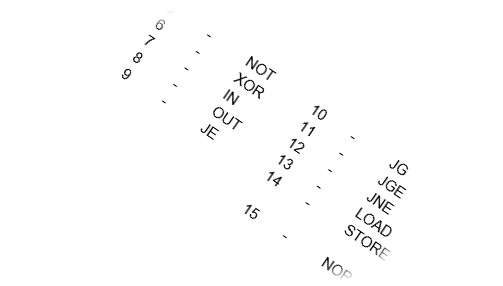 - NOT
6 - XOR
7 - IN
8 - OUT
9 - JE
10 - JG
11 - JGE
12 - JNE
13 - LOAD
14 - STORE
15 - NOP